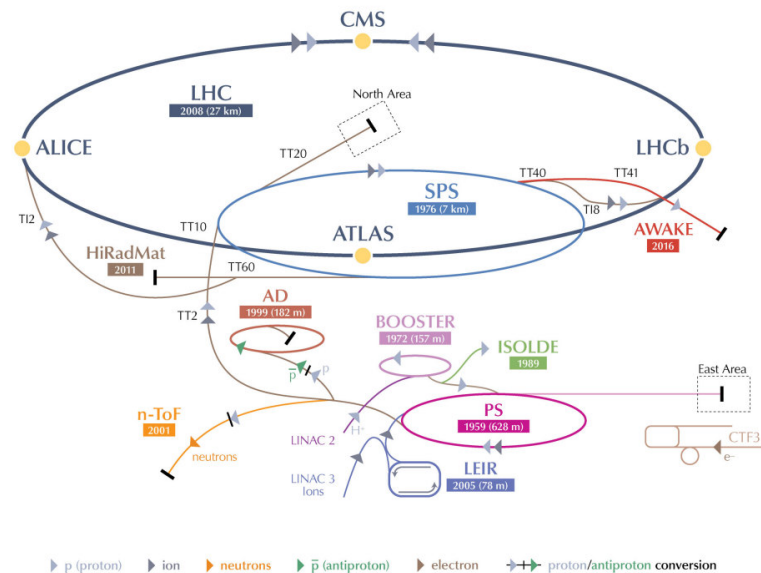 CMS
North Area
LHC
2008 (27 km)
ALICE
LHCb
TT20
TT40
TT41
SPS
1976 (7 km)
TI2
TT10
TI8
ATLAS
AWAKE
2016
HiRadMat
2011
TT60
AD
1999 (182 m)
TT2
BOOSTER
1972 (157 m)
ISOLDE
1989
p
p̅
East Area
n-ToF
2001
PS
1959 (628 m)
H⁻
LINAC 2
neutrons
CTF3
e⁻
LINAC 3
Ions
LEIR
2005 (78 m)
p (proton)
ion
neutrons
p̅ (antiproton)
electron
proton/antiproton conversion